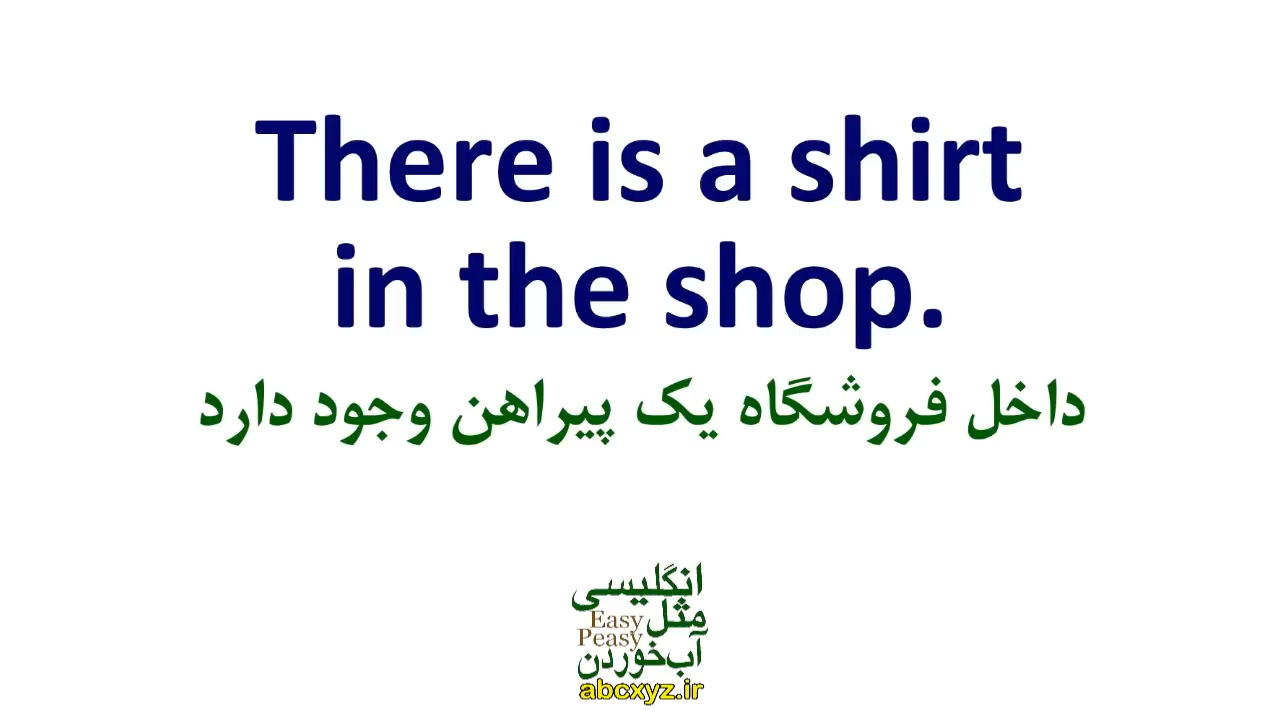 There is a shirt
in the shop.
داخل فروشگاه یک پیراهن وجود دارد
انگلیسی
مثل
Easy
Peasy
آب‌خوردن
abcxyz.ir